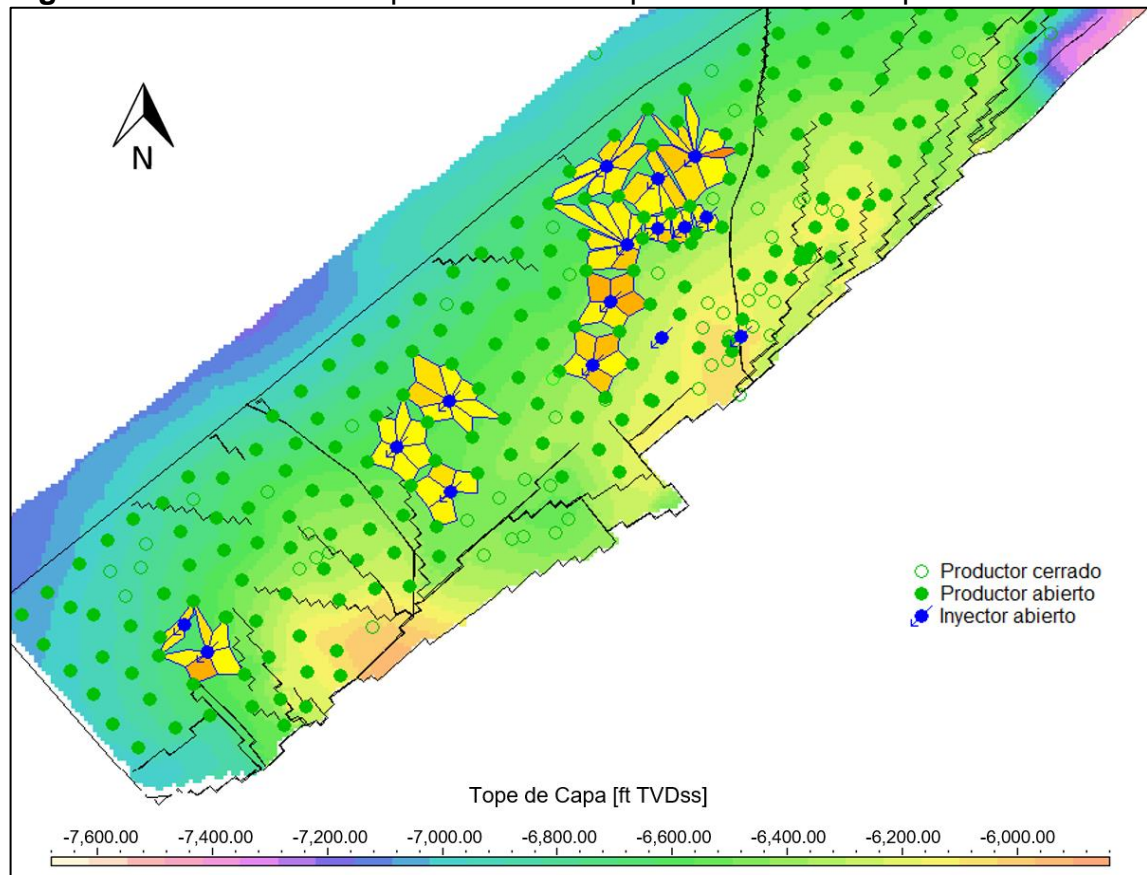 N
Productor cerrado
Productor abierto
Inyector abierto
Tope de Capa [ft TVDss]
-7,600.00 -7,400.00 -7,200.00 -7,000.00 -6,800.00 -6,600.00 -6,400.00 -6,200.00 -6,000.00